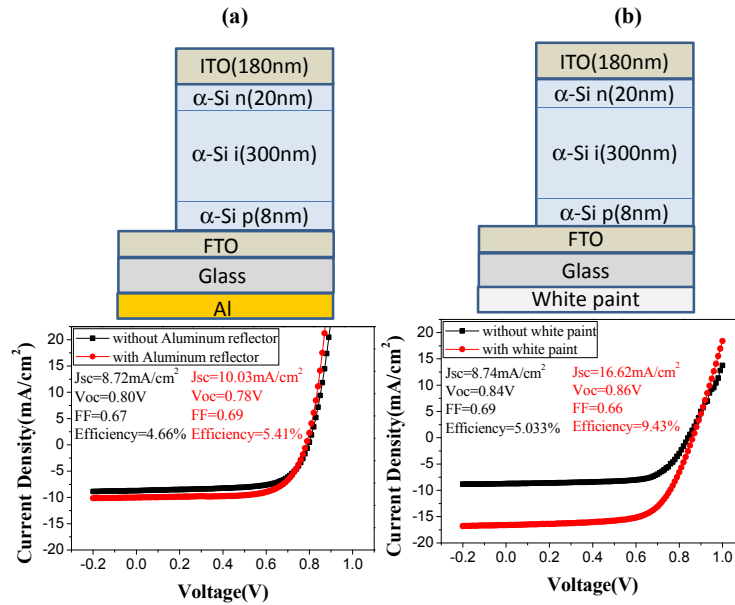 (a)
ITO(180nm)
α-Si n(20nm)
α-Si i(300nm)
α-Si p(8nm)
FTO
Glass
Al
20
15
10
5
0
-5
-10
-15
-20
Current Density(mA/cm²)
without Aluminum reflector
with Aluminum reflector
Jsc=8.72mA/cm²
Voc=0.80V
FF=0.67
Efficiency=4.66%
Jsc=10.03mA/cm²
Voc=0.78V
FF=0.69
Efficiency=5.41%
-0.2 0.0 0.2 0.4 0.6 0.8 1.0
Voltage(V)
(b)
ITO(180nm)
α-Si n(20nm)
α-Si i(300nm)
α-Si p(8nm)
FTO
Glass
White paint
20
15
10
5
0
-5
-10
-15
-20
Current Density(mA/cm²)
without white paint
with white paint
Jsc=8.74mA/cm²
Voc=0.84V
FF=0.69
Efficiency=5.033%
Jsc=16.62mA/cm²
Voc=0.86V
FF=0.66
Efficiency=9.43%
-0.2 0.0 0.2 0.4 0.6 0.8 1.0
Voltage(V)